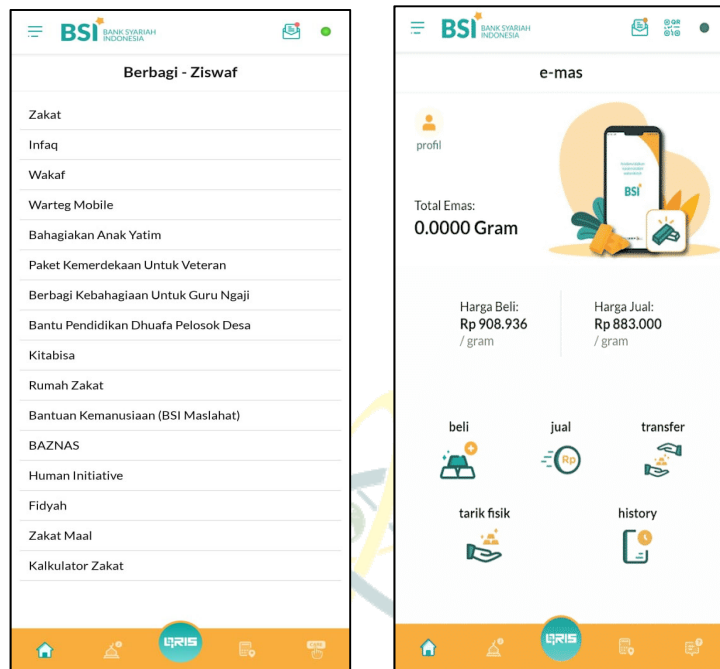 BSI BANK SYARIAH
INDONESIA
Berbagi - Ziswaf
Zakat
Infaq
Wakaf
Warteg Mobile
Bahagiakan Anak Yatim
Paket Kemerdekaan Untuk Veteran
Berbagi Kebahagiaan Untuk Guru Ngaji
Bantu Pendidikan Dhuafa Pelosok Desa
Kitabisa
Rumah Zakat
Bantuan Kemanusiaan (BSI Maslahat)
BAZNAS
Human Initiative
Fidyah
Zakat Maal
Kalkulator Zakat
QRIS
BSI BANK SYARIAH
INDONESIA
e-mas
profil
BSI
Total Emas:
0.0000 Gram
Harga Beli: Harga Jual:
Rp 908.936 Rp 883.000
/ gram / gram
beli jual transfer
Rp
tarik fisik history
QRIS